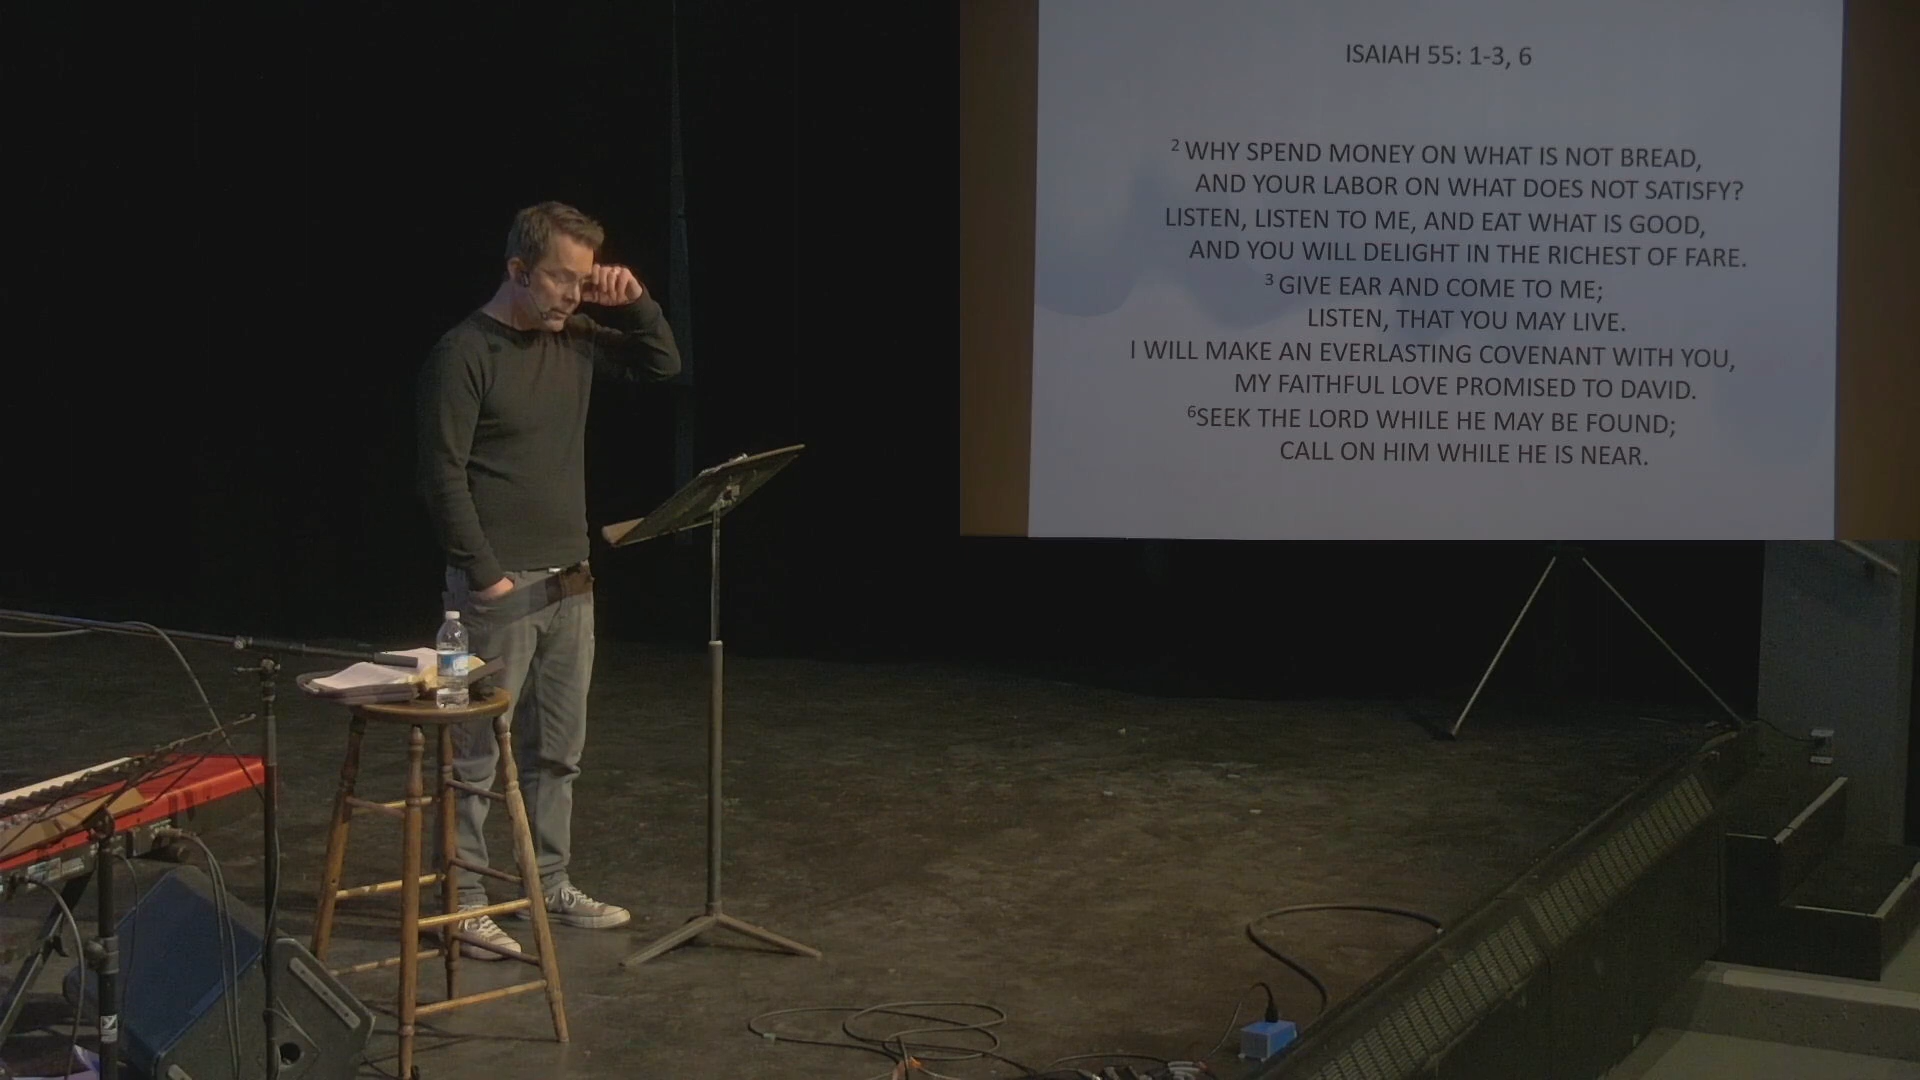 ISAIAH 55: 1-3, 6
2 WHY SPEND MONEY ON WHAT IS NOT BREAD,
AND YOUR LABOR ON WHAT DOES NOT SATISFY?
LISTEN, LISTEN TO ME, AND EAT WHAT IS GOOD,
AND YOU WILL DELIGHT IN THE RICHEST OF FARE.
3 GIVE EAR AND COME TO ME;
LISTEN, THAT YOU MAY LIVE.
I WILL MAKE AN EVERLASTING COVENANT WITH YOU,
MY FAITHFUL LOVE PROMISED TO DAVID.
6SEEK THE LORD WHILE HE MAY BE FOUND;
CALL ON HIM WHILE HE IS NEAR.